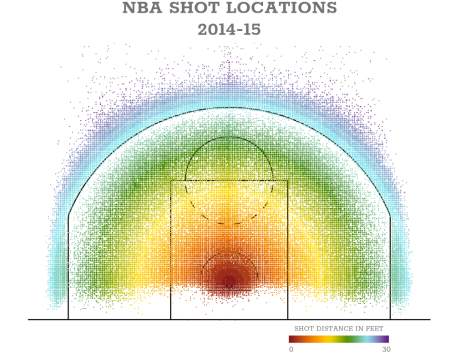 NBA SHOT LOCATIONS
2014-15
SHOT DISTANCE IN FEET
0 30